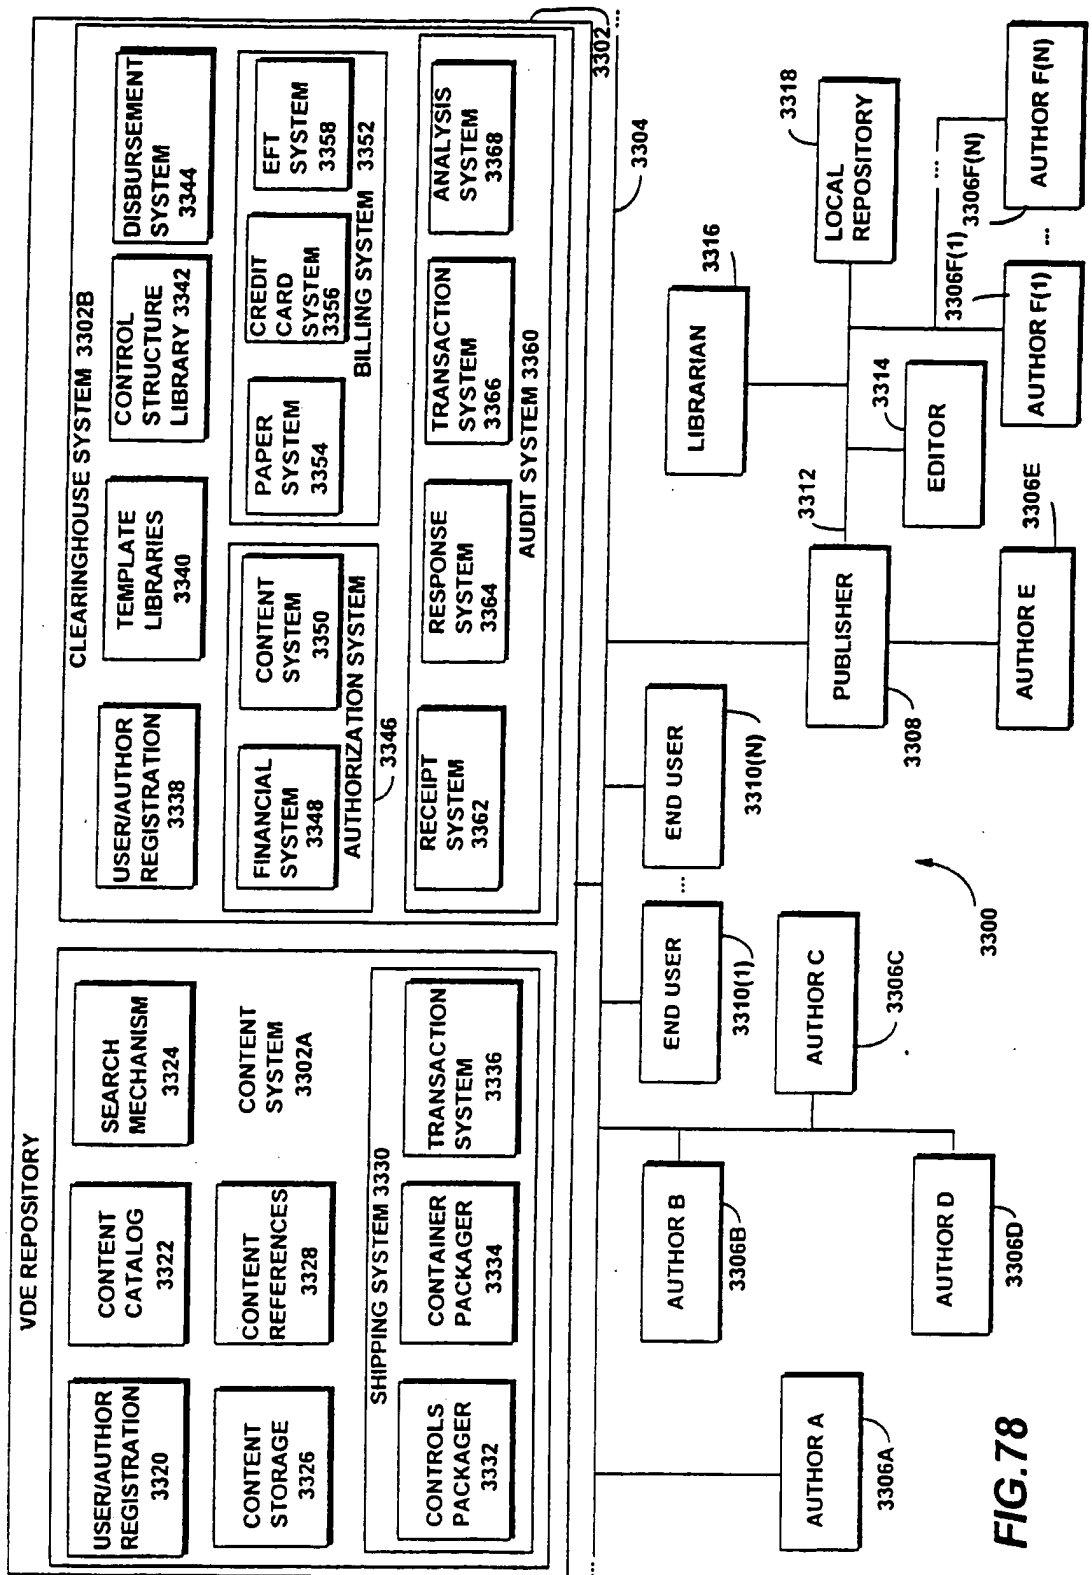 VDE REPOSITORY
USER/AUTHOR
REGISTRATION
3320
CONTENT
CATALOG
3322
SEARCH
MECHANISM
3324
CONTENT
STORAGE
3326
CONTENT
REFERENCES
3328
CONTENT
SYSTEM
3302A
SHIPPING SYSTEM 3330
CONTROLS
PACKAGER
3332
CONTAINER
PACKAGER
3334
TRANSACTION
SYSTEM
3336
CLEARINGHOUSE SYSTEM 3302B
USER/AUTHOR
REGISTRATION
3338
TEMPLATE
LIBRARIES
3340
CONTROL
STRUCTURE
LIBRARY 3342
DISBURSEMENT
SYSTEM
3344
FINANCIAL
SYSTEM
3348
CONTENT
SYSTEM
3350
AUTHORIZATION SYSTEM
3346
PAPER
SYSTEM
3354
CREDIT
CARD
SYSTEM
3356
EFT
SYSTEM
3358
BILLING SYSTEM 3352
RECEIPT
SYSTEM
3362
RESPONSE
SYSTEM
3364
TRANSACTION
SYSTEM
3366
ANALYSIS
SYSTEM
3368
AUDIT SYSTEM 3360
3302
...
...
3304
AUTHOR A
3306A
AUTHOR B
3306B
AUTHOR C
3306C
AUTHOR D
3306D
END USER
3310(1)
...
END USER
3310(N)
PUBLISHER
3308
3312
AUTHOR E
3306E
LIBRARIAN
3316
EDITOR
3314
LOCAL
REPOSITORY
3318
3306F(1)
AUTHOR F(1)
...
...
3306F(N)
AUTHOR F(N)
3300
FIG.78